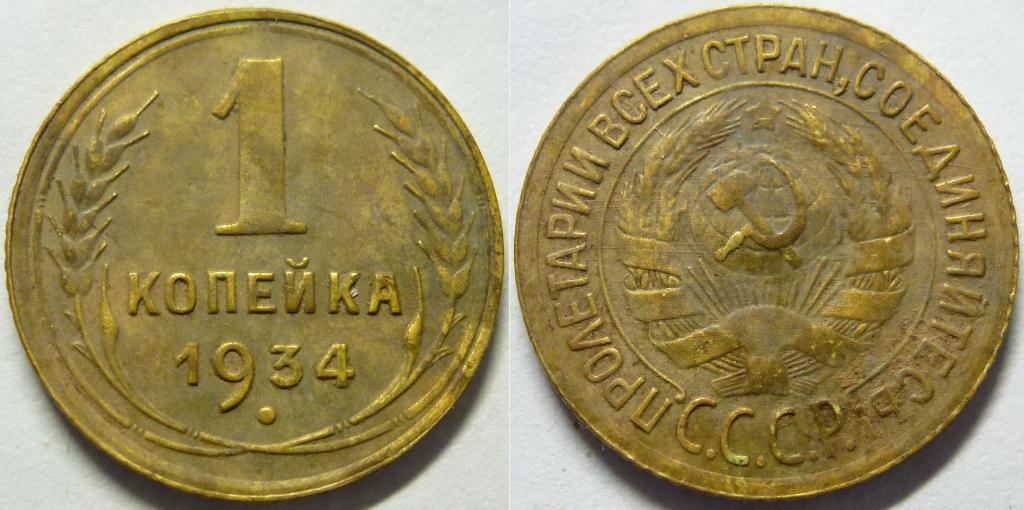 1
КОПЕЙКА
1934
ПРОЛЕТАРИИ ВСЕХ СТРАН, СОЕДИНЯЙТЕСЬ
С.С.С.Р.